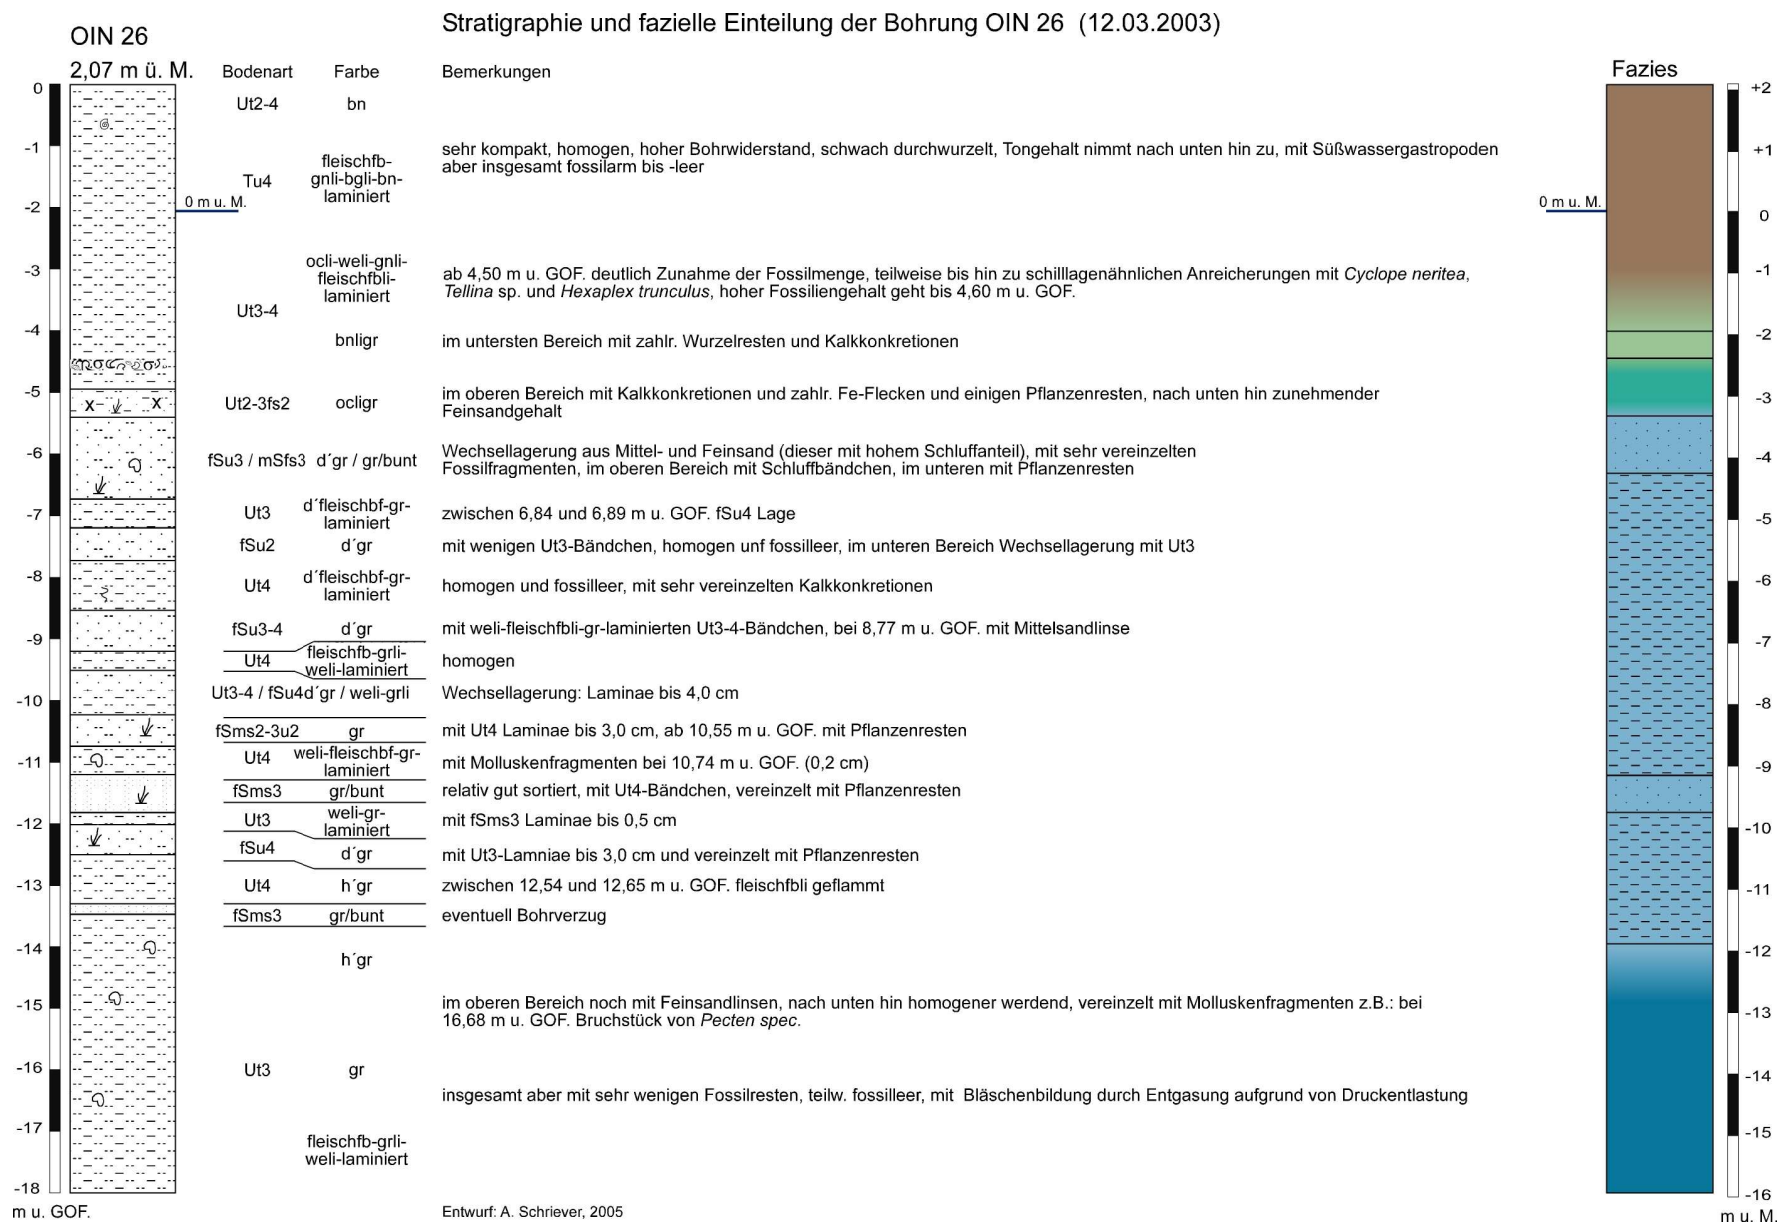 Stratigraphie und fazielle Einteilung der Bohrung OIN 26 (12.03.2003)
OIN 26
2,07 m ü. M.
Bodenart
Farbe
Bemerkungen
Fazies
0
-1
-2
-3
-4
-5
-6
-7
-8
-9
-10
-11
-12
-13
-14
-15
-16
-17
-18
m u. GOF.
0 m u. M.
x
x
Ut2-4
bn
Tu4
fleischfb-
gnli-bgli-bn-
laminiert
sehr kompakt, homogen, hoher Bohrwiderstand, schwach durchwurzelt, Tongehalt nimmt nach unten hin zu, mit Süßwassergastropoden
aber insgesamt fossilarm bis -leer
Ut3-4
ocli-weli-gnli-
fleischfbli-
laminiert
ab 4,50 m u. GOF. deutlich Zunahme der Fossilmenge, teilweise bis hin zu schilllagenähnlichen Anreicherungen mit Cyclope neritea,
Tellina sp. und Hexaplex trunculus, hoher Fossiliengehalt geht bis 4,60 m u. GOF.
bnligr
im untersten Bereich mit zahlr. Wurzelresten und Kalkkonkretionen
Ut2-3fs2
ocligr
im oberen Bereich mit Kalkkonkretionen und zahlr. Fe-Flecken und einigen Pflanzenresten, nach unten hin zunehmender
Feinsandgehalt
fSu3 / mSfs3
d´gr / gr/bunt
Wechsellagerung aus Mittel- und Feinsand (dieser mit hohem Schluffanteil), mit sehr vereinzelten
Fossilfragmenten, im oberen Bereich mit Schluffbändchen, im unteren mit Pflanzenresten
Ut3
d´fleischbf-gr-
laminiert
zwischen 6,84 und 6,89 m u. GOF. fSu4 Lage
fSu2
d´gr
mit wenigen Ut3-Bändchen, homogen unf fossilleer, im unteren Bereich Wechsellagerung mit Ut3
Ut4
d´fleischbf-gr-
laminiert
homogen und fossilleer, mit sehr vereinzelten Kalkkonkretionen
fSu3-4
d´gr
mit weli-fleischfbli-gr-laminierten Ut3-4-Bändchen, bei 8,77 m u. GOF. mit Mittelsandlinse
Ut4
fleischfb-grli-
weli-laminiert
homogen
Ut3-4 / fSu4
d´gr / weli-grli
Wechsellagerung: Laminae bis 4,0 cm
fSms2-3u2
gr
mit Ut4 Laminae bis 3,0 cm, ab 10,55 m u. GOF. mit Pflanzenresten
Ut4
weli-fleischbf-gr-
laminiert
mit Molluskenfragmenten bei 10,74 m u. GOF. (0,2 cm)
fSms3
gr/bunt
relativ gut sortiert, mit Ut4-Bändchen, vereinzelt mit Pflanzenresten
Ut3
weli-gr-
laminiert
mit fSms3 Laminae bis 0,5 cm
fSu4
d´gr
mit Ut3-Lamniae bis 3,0 cm und vereinzelt mit Pflanzenresten
Ut4
h´gr
zwischen 12,54 und 12,65 m u. GOF. fleischfbli geflammt
fSms3
gr/bunt
eventuell Bohrverzug
h´gr
im oberen Bereich noch mit Feinsandlinsen, nach unten hin homogener werdend, vereinzelt mit Molluskenfragmenten z.B.: bei
16,68 m u. GOF. Bruchstück von Pecten spec.
Ut3
gr
insgesamt aber mit sehr wenigen Fossilresten, teilw. fossilleer, mit Bläschenbildung durch Entgasung aufgrund von Druckentlastung
fleischfb-grli-
weli-laminiert
Entwurf: A. Schriever, 2005
0 m u. M.
+2
+1
0
-1
-2
-3
-4
-5
-6
-7
-8
-9
-10
-11
-12
-13
-14
-15
-16
m u. M.